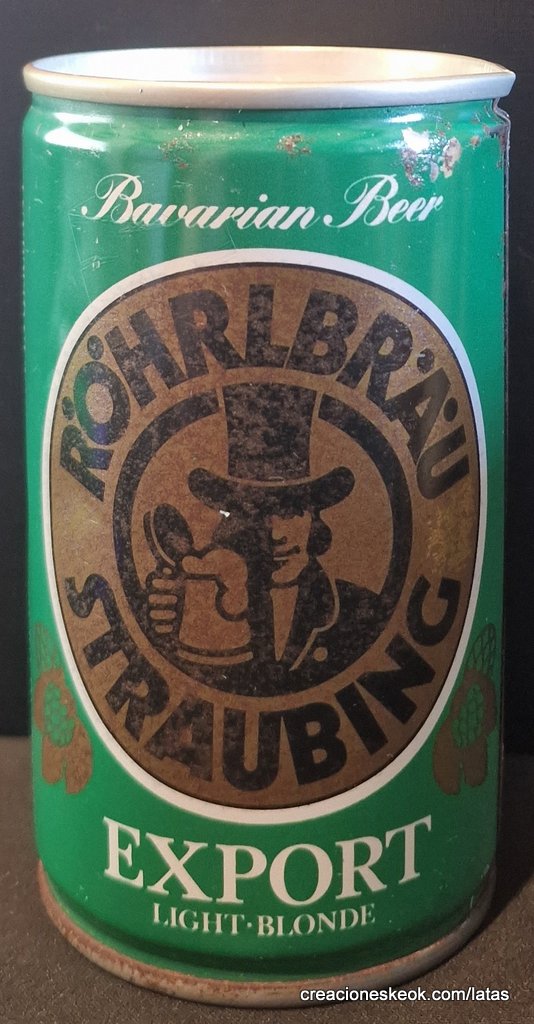 Bavarian Beer
RÖHRLBRÄU
STRAUBING
EXPORT
LIGHT·BLONDE
creacioneskeok.com/latas